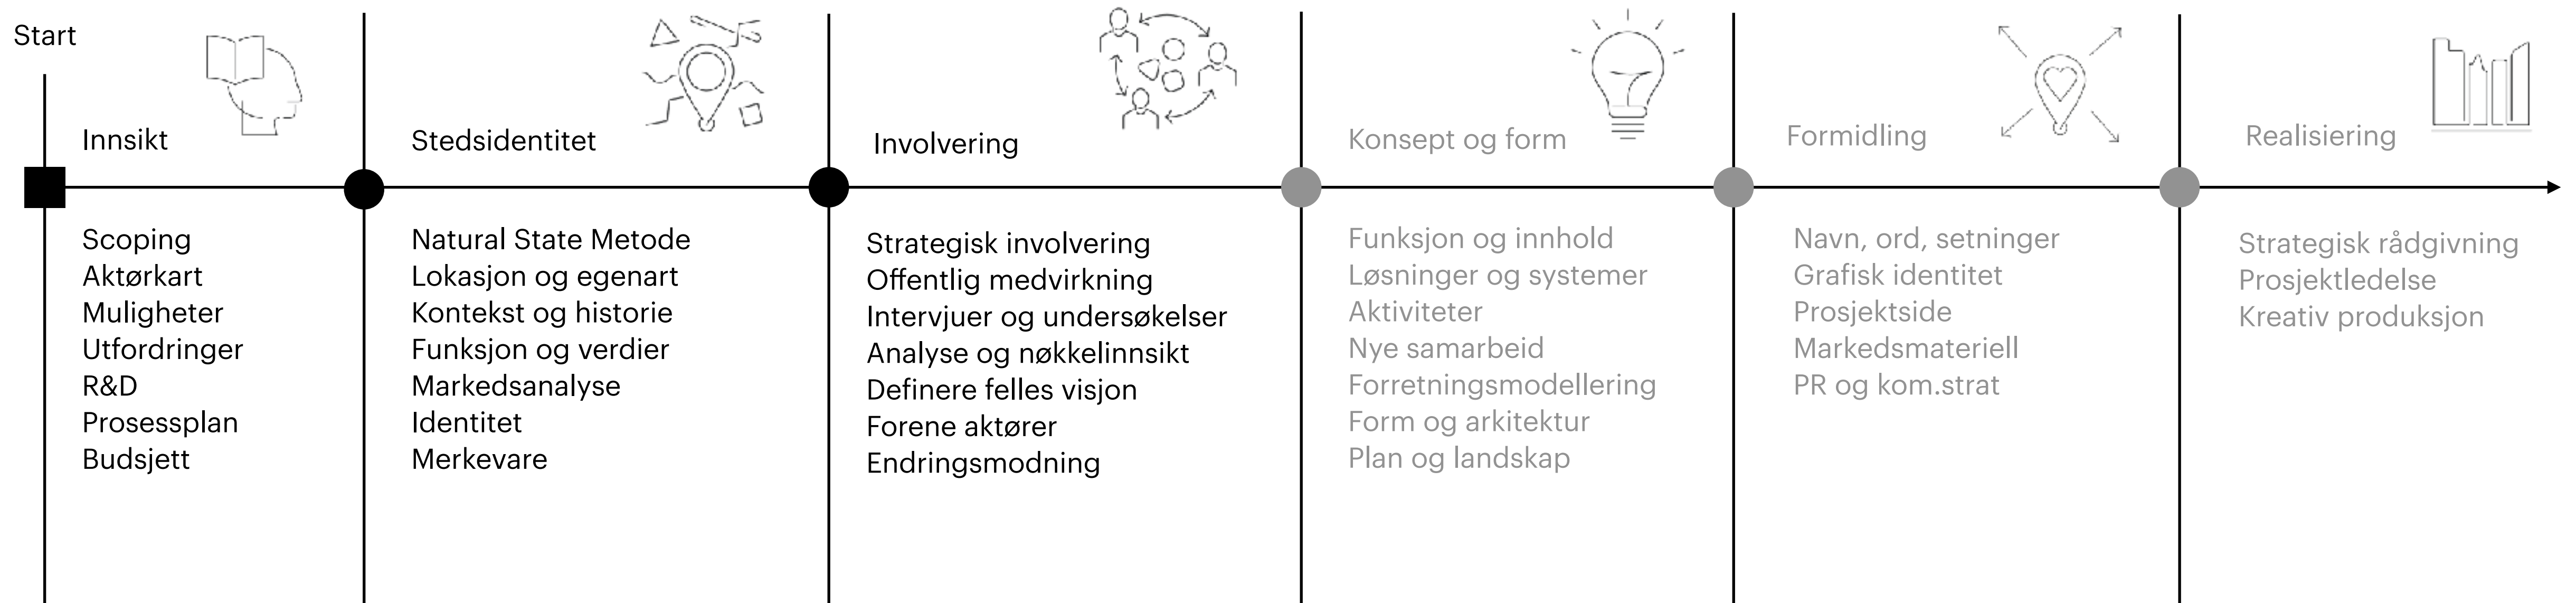 Start
Innsikt
Scoping
Aktørkart
Muligheter
Utfordringer
R&D
Prosessplan
Budsjett
Stedsidentitet
Natural State Metode
Lokasjon og egenart
Kontekst og historie
Funksjon og verdier
Markedsanalyse
Identitet
Merkevare
Involvering
Strategisk involvering
Offentlig medvirkning
Intervjuer og undersøkelser
Analyse og nøkkelinnsikt
Definere felles visjon
Forene aktører
Endringsmodning
Konsept og form
Funksjon og innhold
Løsninger og systemer
Aktiviteter
Nye samarbeid
Forretningsmodellering
Form og arkitektur
Plan og landskap
Formidling
Navn, ord, setninger
Grafisk identitet
Prosjektside
Markedsmateriell
PR og kom.strat
Realisiering
Strategisk rådgivning
Prosjektledelse
Kreativ produksjon